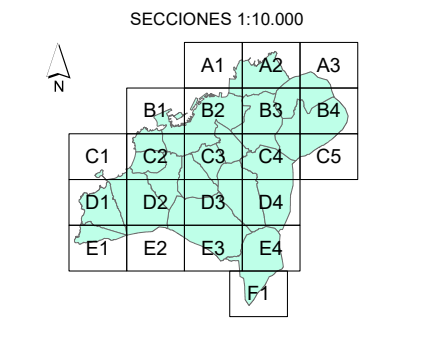 SECCIONES 1:10.000
N
A1 A2 A3
B1 B2 B3 B4
C1 C2 C3 C4 C5
D1 D2 D3 D4
E1 E2 E3 E4
F1